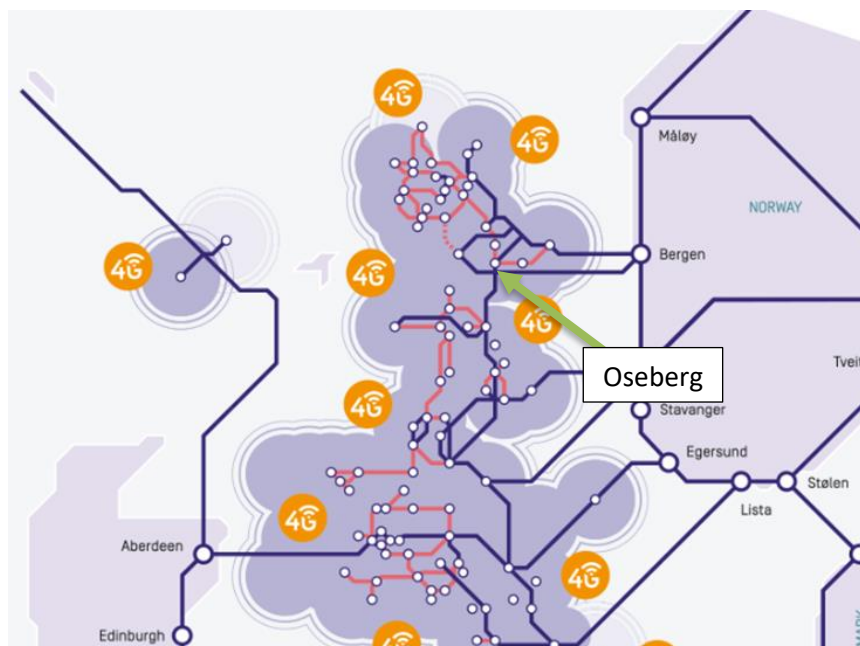 4G
4G
Måløy
NORWAY
Bergen
4G
4G
4G
Oseberg
Tveit
4G
Stavanger
Egersund
Stølen
Lista
4G
Aberdeen
4G
Edinburgh
4G